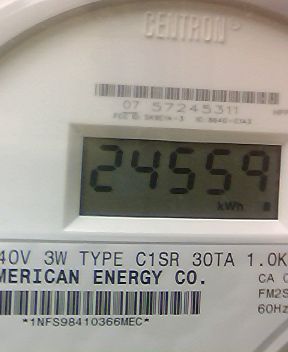 CENTRON
07 57245311
24559
kWh
40V 3W TYPE C1SR 30TA 1.0K
MERICAN ENERGY CO.
CA
FM2S
60Hz
*1NFS98410366MEC*